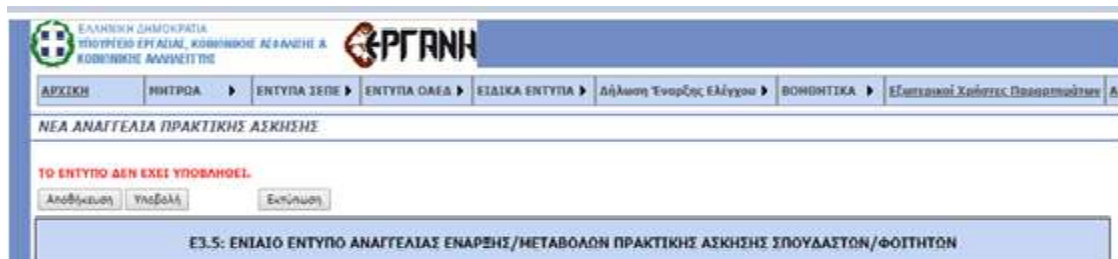 ΕΛΛΗΝΙΚΗ ΔΗΜΟΚΡΑΤΙΑ
ΥΠΟΥΡΓΕΙΟ ΕΡΓΑΣΙΑΣ, ΚΟΙΝΩΝΙΚΗΣ ΑΣΦΑΛΙΣΗΣ &
ΚΟΙΝΩΝΙΚΗΣ ΑΛΛΗΛΕΓΓΥΗΣ
ΕΡΓΑΝΗ
ΑΡΧΙΚΗ ΜΗΤΡΩΑ ΕΝΤΥΠΑ ΣΕΠΕ ΕΝΤΥΠΑ ΟΑΕΔ ΕΙΔΙΚΑ ΕΝΤΥΠΑ Δήλωση Έναρξης Ελέγχου ΒΟΗΘΗΤΙΚΑ Εξωτερικοί Χρήστες Παραρτημάτων
ΝΕΑ ΑΝΑΓΓΕΛΙΑ ΠΡΑΚΤΙΚΗΣ ΑΣΚΗΣΗΣ
ΤΟ ΕΝΤΥΠΟ ΔΕΝ ΕΧΕΙ ΥΠΟΒΛΗΘΕΙ.
Αποθήκευση Υποβολή Εκτύπωση
Ε3.5: ΕΝΙΑΙΟ ΕΝΤΥΠΟ ΑΝΑΓΓΕΛΙΑΣ ΕΝΑΡΞΗΣ/ΜΕΤΑΒΟΛΩΝ ΠΡΑΚΤΙΚΗΣ ΑΣΚΗΣΗΣ ΣΠΟΥΔΑΣΤΩΝ/ΦΟΙΤΗΤΩΝ